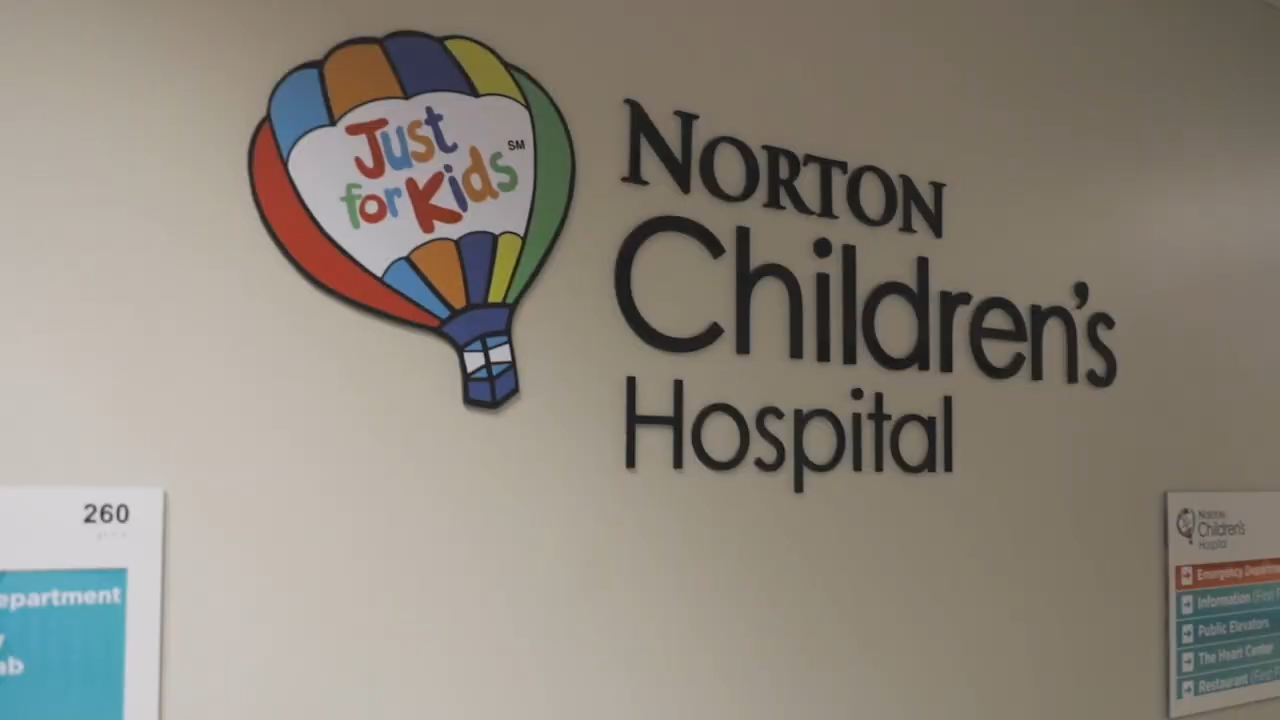 Just
for Kids SM
NORTON
Children's
Hospital
260
epartment
ab
NORTON
Children's
Hospital
Emergency
Information
Public Elevators
The Heart Center
Restaurant